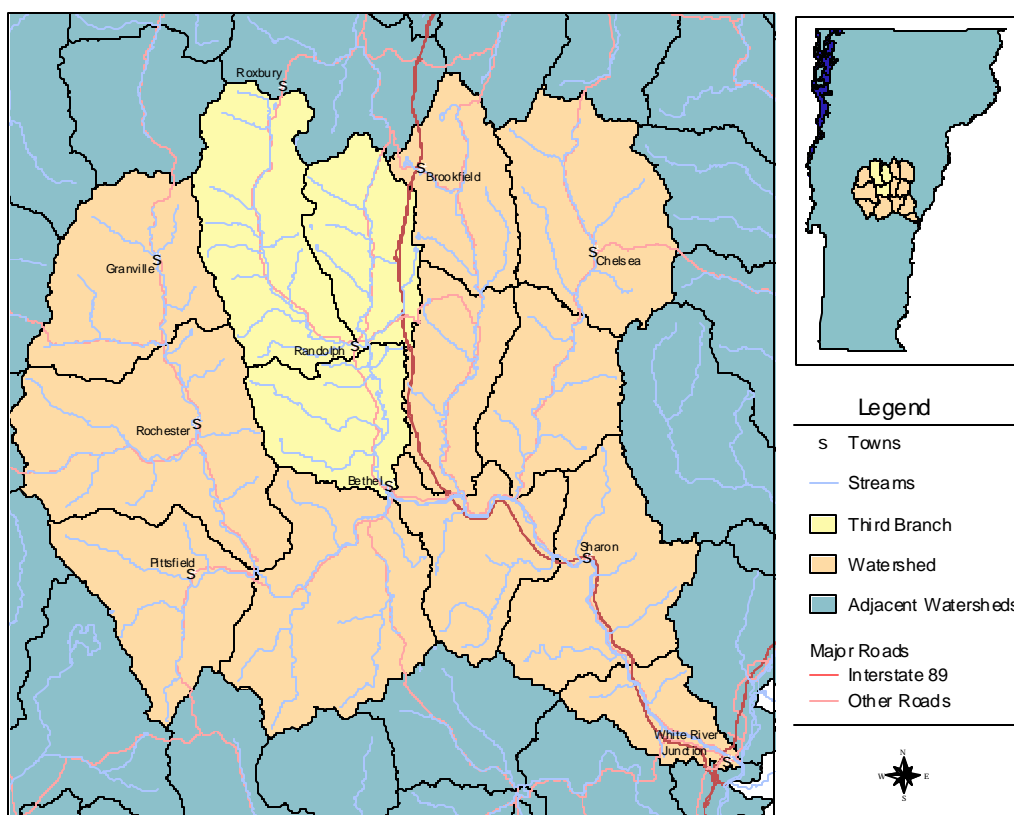 Roxbury
s
s
Brookfield
s
Granville
s
Chelsea
Randolph s
Rochester s
Bethel s
Sharon
s
Pittsfield
s
White River
Junction s
Legend
s Towns
Streams
Third Branch
Watershed
Adjacent Watersheds
Major Roads
Interstate 89
Other Roads
N
W E
S